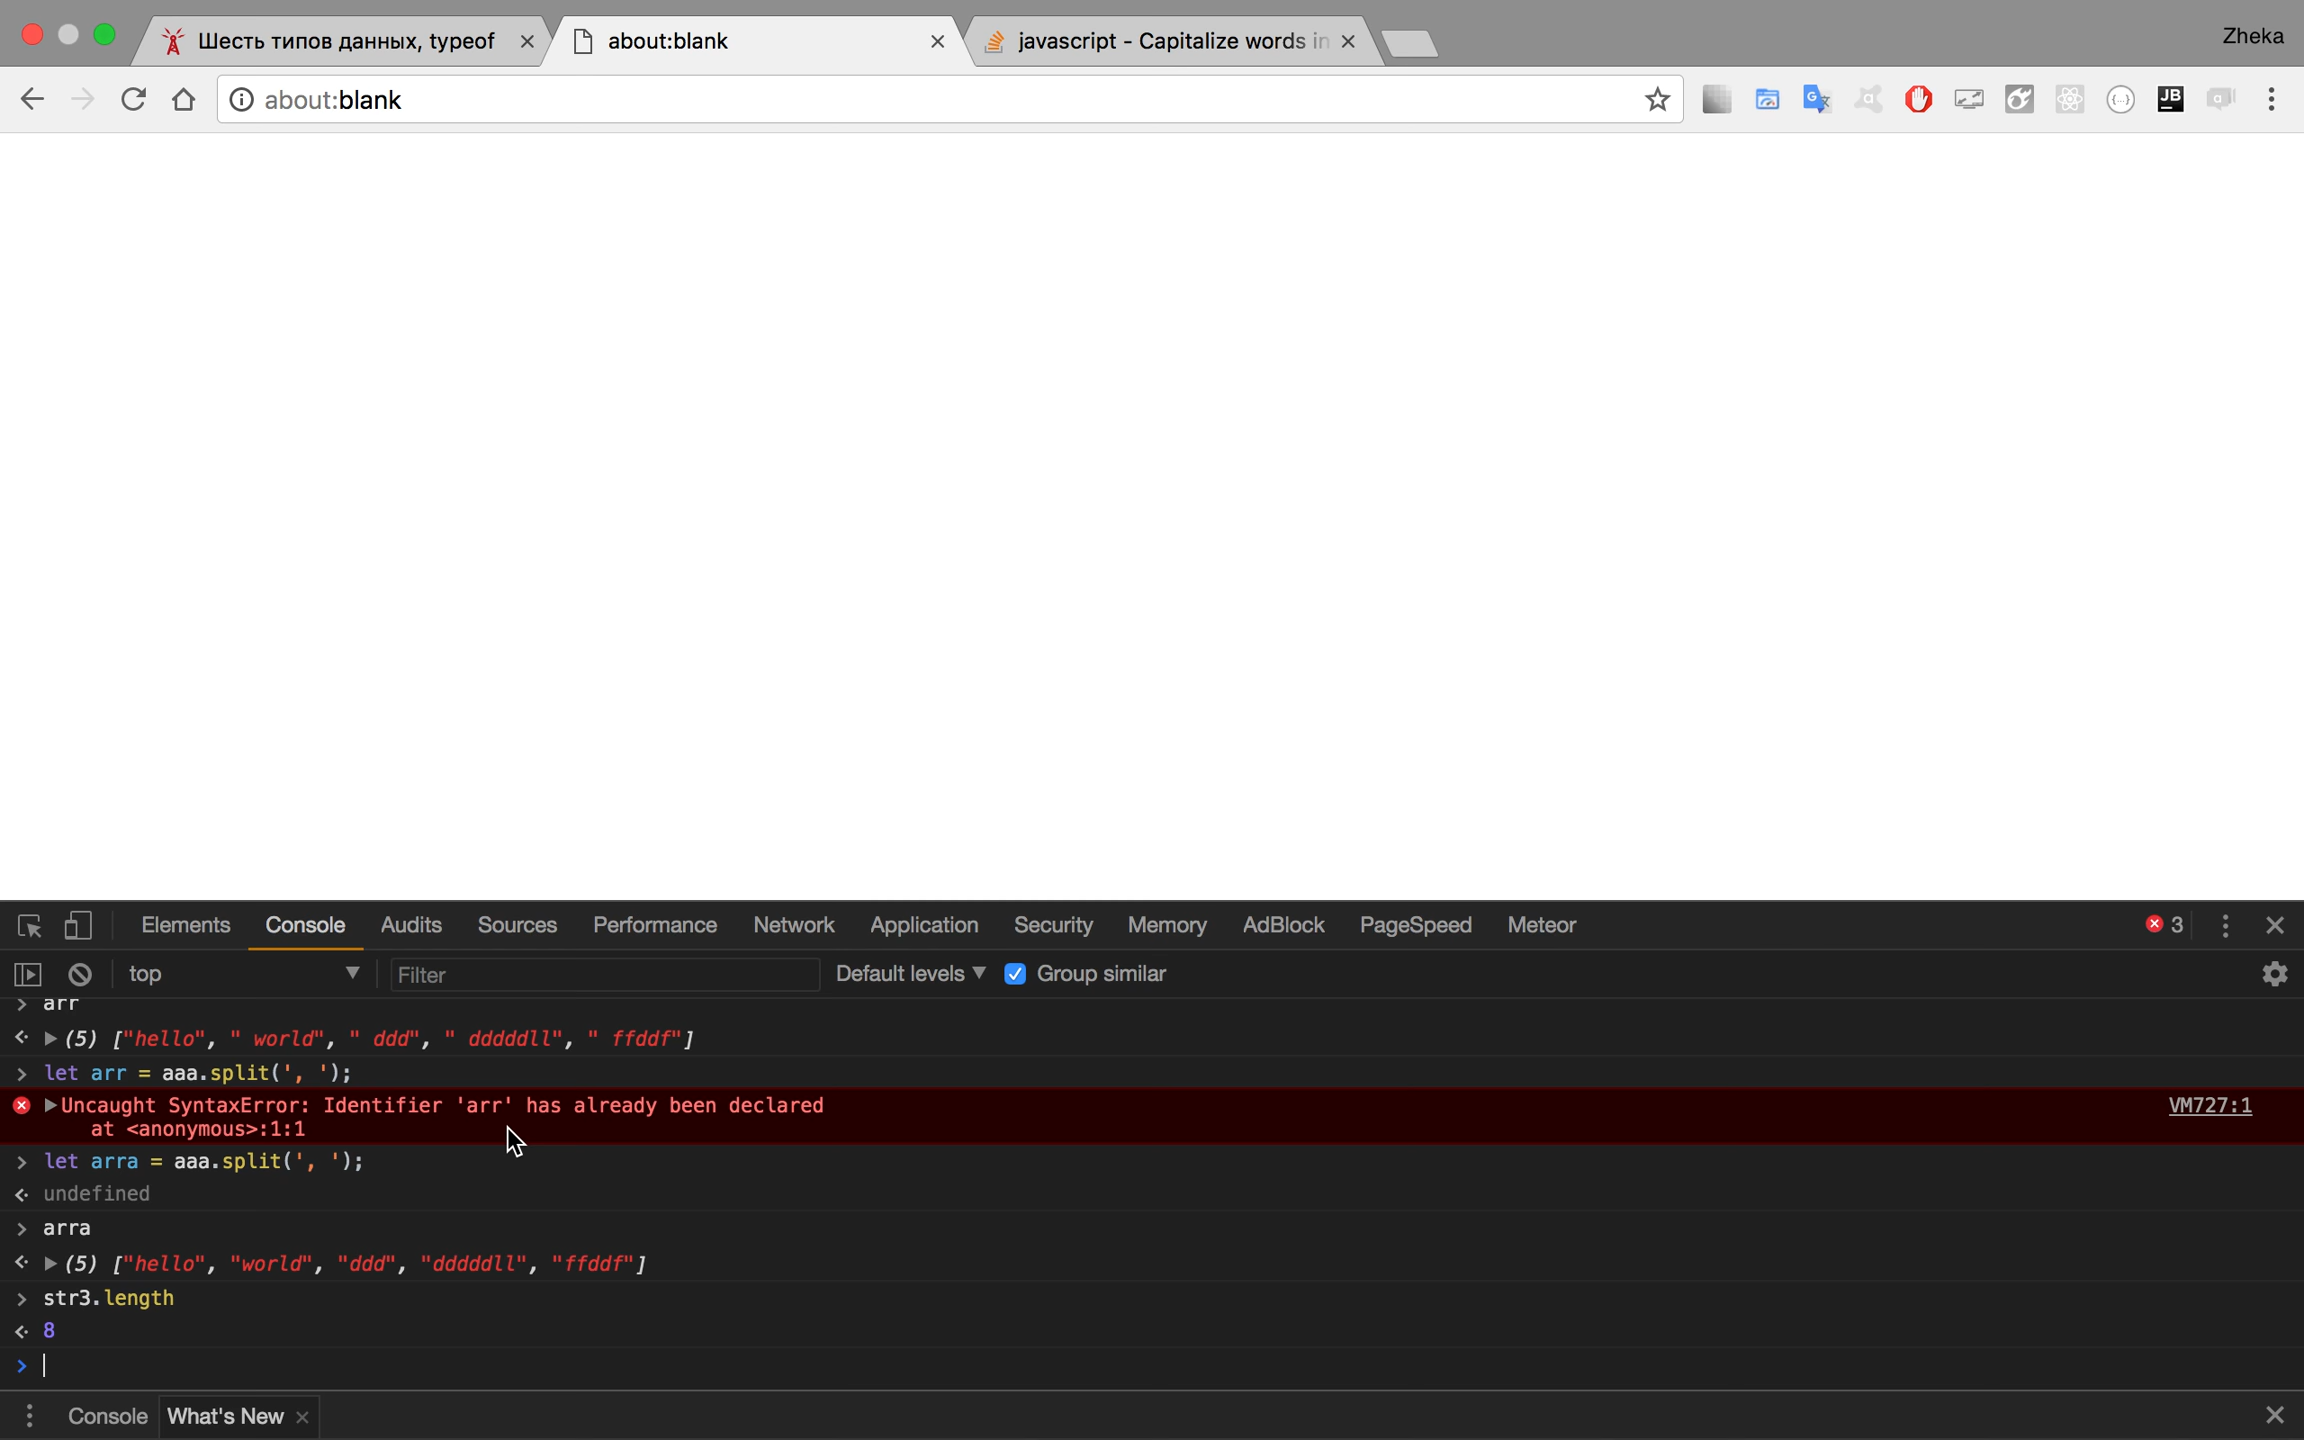 Шесть типов данных, typeof
about:blank
javascript - Capitalize words in
Zheka
about:blank
JB
Elements Console Audits Sources Performance Network Application Security Memory AdBlock PageSpeed Meteor 3
top Filter Default levels Group similar
> arr
(5) ["hello", " world", " ddd", " dddddll", " ffddf"]
> let arr = aaa.split(', ');
Uncaught SyntaxError: Identifier 'arr' has already been declared VM727:1
at <anonymous>:1:1
> let arra = aaa.split(', ');
undefined
> arra
(5) ["hello", "world", "ddd", "dddddll", "ffddf"]
> str3.length
8
>
Console What's New